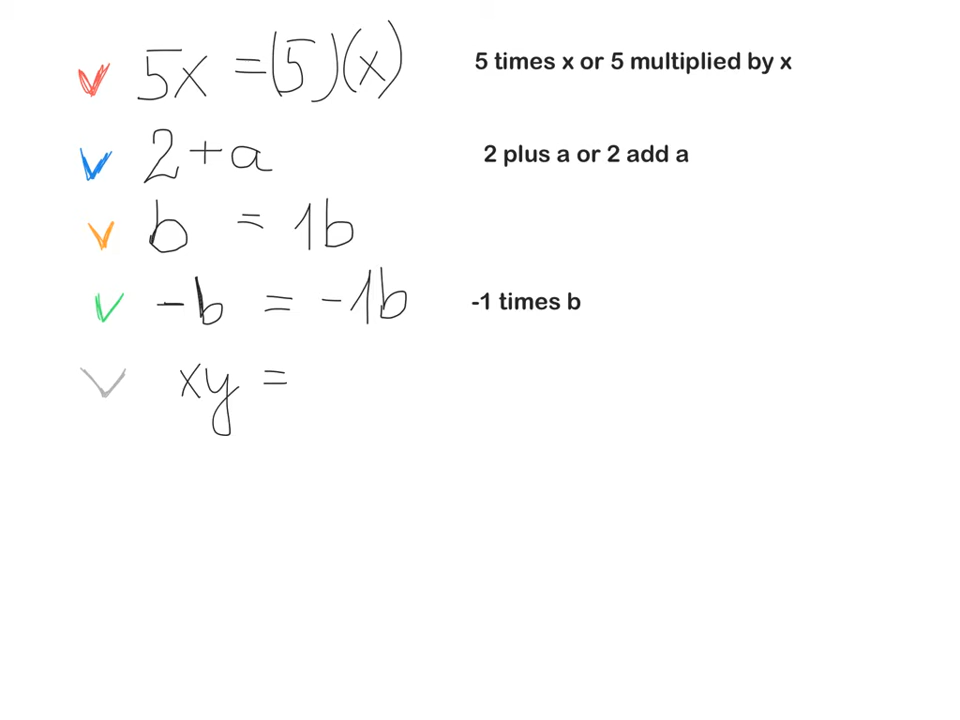 5x = (5)(x) 5 times x or 5 multiplied by x
2 + a 2 plus a or 2 add a
b = 1b
-b = -1b -1 times b
xy =